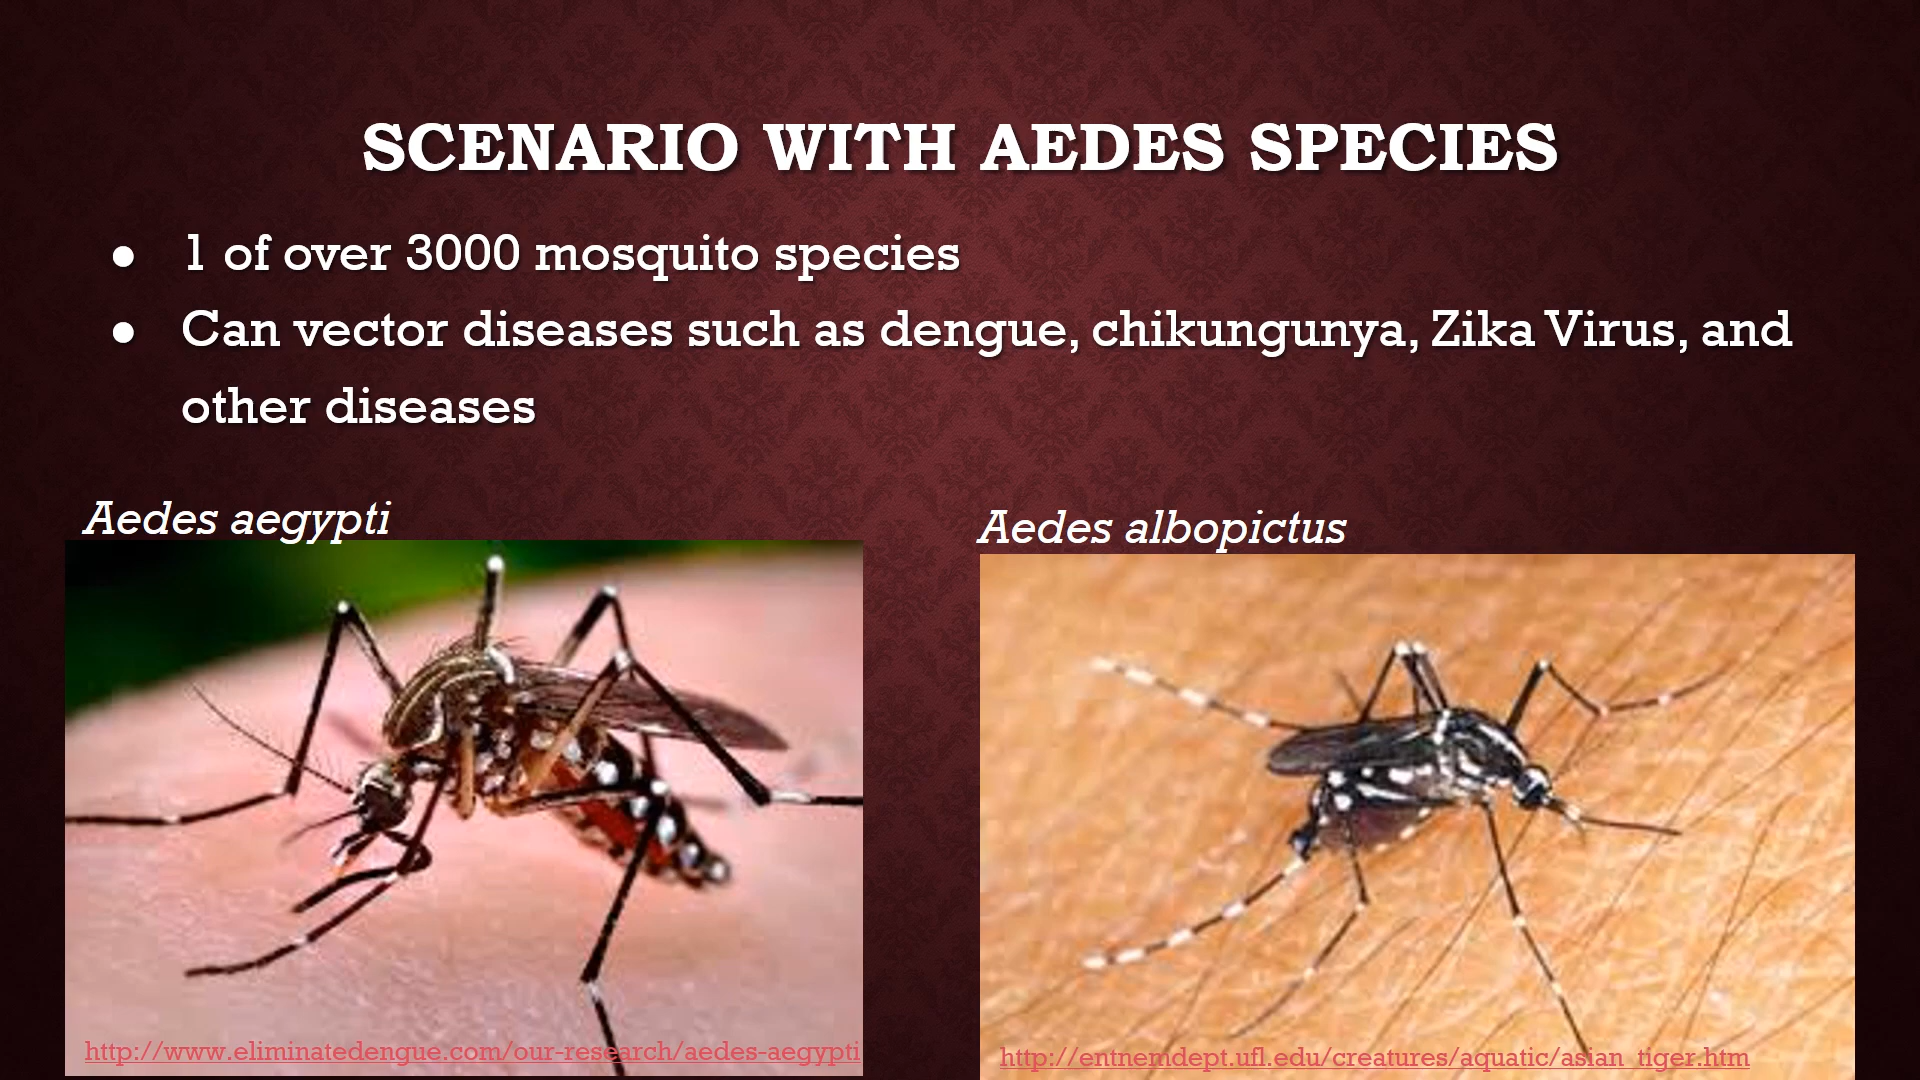 SCENARIO WITH AEDES SPECIES
● 1 of over 3000 mosquito species
● Can vector diseases such as dengue, chikungunya, Zika Virus, and
other diseases
Aedes aegypti
Aedes albopictus
http://www.eliminatedengue.com/our-research/aedes-aegypti
http://entnemdept.ufl.edu/creatures/aquatic/asian_tiger.htm